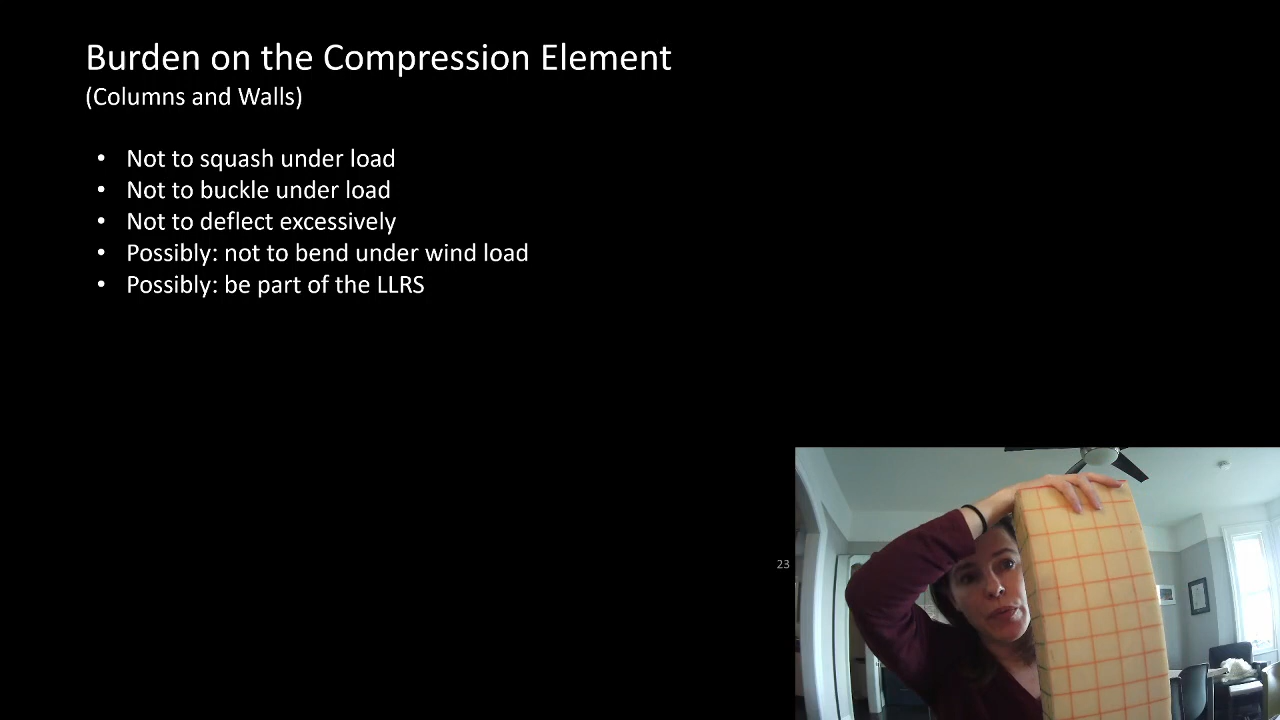 Burden on the Compression Element
(Columns and Walls)
• Not to squash under load
• Not to buckle under load
• Not to deflect excessively
• Possibly: not to bend under wind load
• Possibly: be part of the LLRS
23